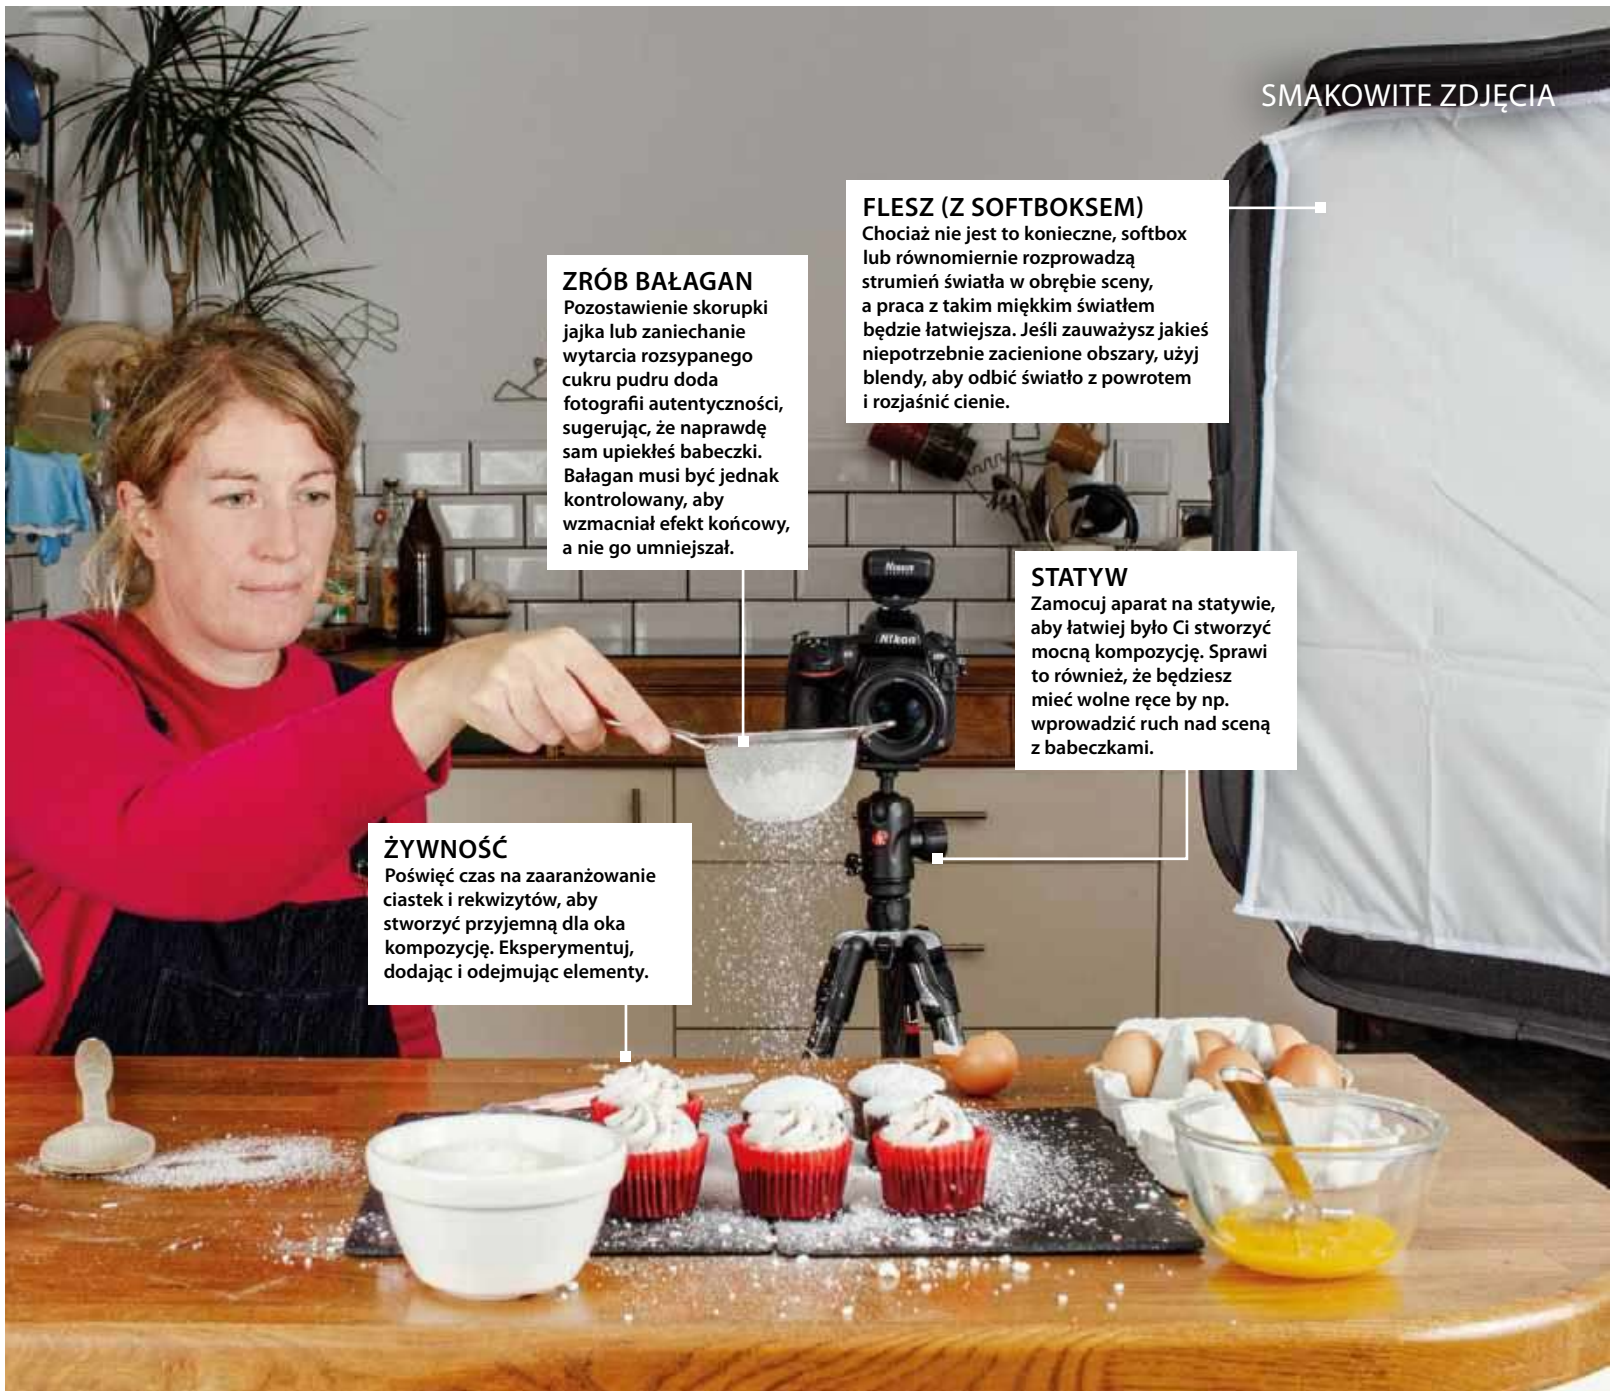 SMAKOWITE ZDJĘCIA
FLESZ (Z SOFTBOKSEM)
Chociaż nie jest to konieczne, softbox
lub równomiernie rozprowadzą
strumień światła w obrębie sceny,
a praca z takim miękkim światłem
będzie łatwiejsza. Jeśli zauważysz jakieś
niepotrzebnie zacienione obszary, użyj
blendy, aby odbić światło z powrotem
i rozjaśnić cienie.
ZRÓB BAŁAGAN
Pozostawienie skorupki
jajka lub zaniechanie
wytarcia rozsypanego
cukru pudru doda
fotografii autentyczności,
sugerując, że naprawdę
sam upiekłeś babeczki.
Bałagan musi być jednak
kontrolowany, aby
wzmacniał efekt końcowy,
a nie go umniejszał.
STATYW
Zamocuj aparat na statywie,
aby łatwiej było Ci stworzyć
mocną kompozycję. Sprawi
to również, że będziesz
mieć wolne ręce by np.
wprowadzić ruch nad sceną
z babeczkami.
Nikon
Nikon
ŻYWNOŚĆ
Poświęć czas na zaaranżowanie
ciastek i rekwizytów, aby
stworzyć przyjemną dla oka
kompozycję. Eksperymentuj,
dodając i odejmując elementy.